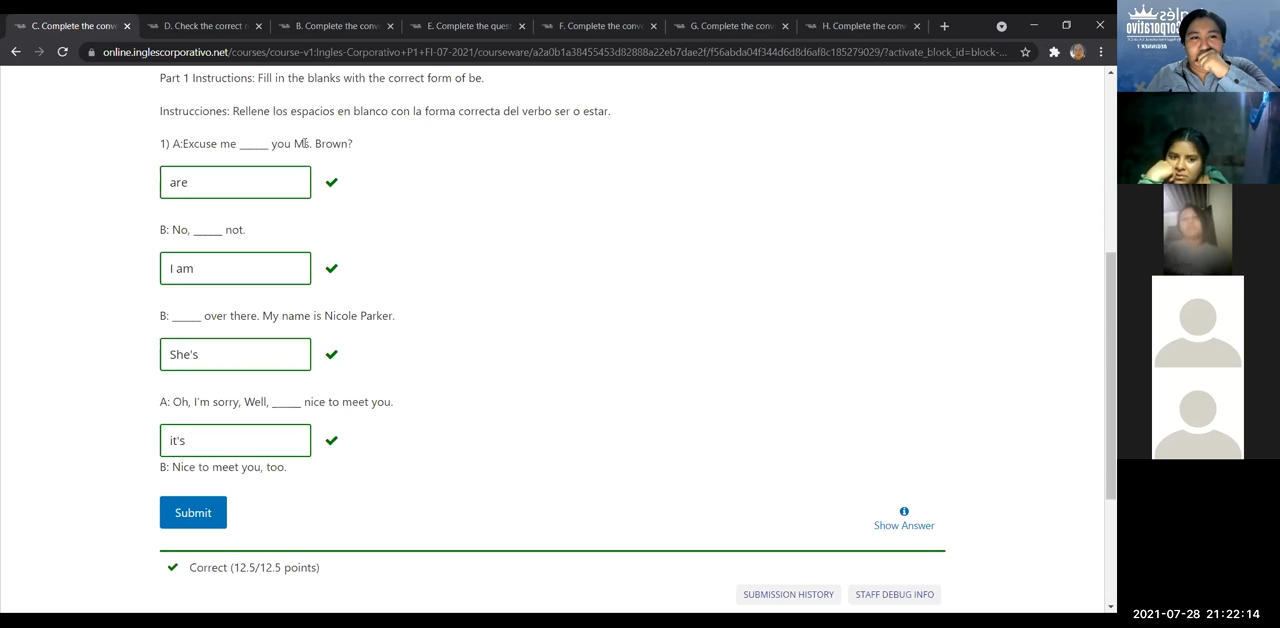 C. Complete the conv
D. Check the correct r
B. Complete the conv
E. Complete the ques
F. Complete the conv
G. Complete the conv
H. Complete the conv
online.inglescorporativo.net/courses/course-v1:Ingles-Corporativo+P1+FI-07-2021/courseware/a2a0b1a38455453d82888a22eb7dae2f/f56abda04f344d6d8d6af8c185279029/?activate_block_id=block-...
Part 1 Instructions: Fill in the blanks with the correct form of be.
Instrucciones: Rellene los espacios en blanco con la forma correcta del verbo ser o estar.
1) A:Excuse me _____ you Ms. Brown?
are
B: No, _____ not.
I am
B: _____ over there. My name is Nicole Parker.
She's
A: Oh, I'm sorry, Well, _____ nice to meet you.
it's
B: Nice to meet you, too.
Submit
Show Answer
Correct (12.5/12.5 points)
SUBMISSION HISTORY
STAFF DEBUG INFO
2021-07-28 21:22:14